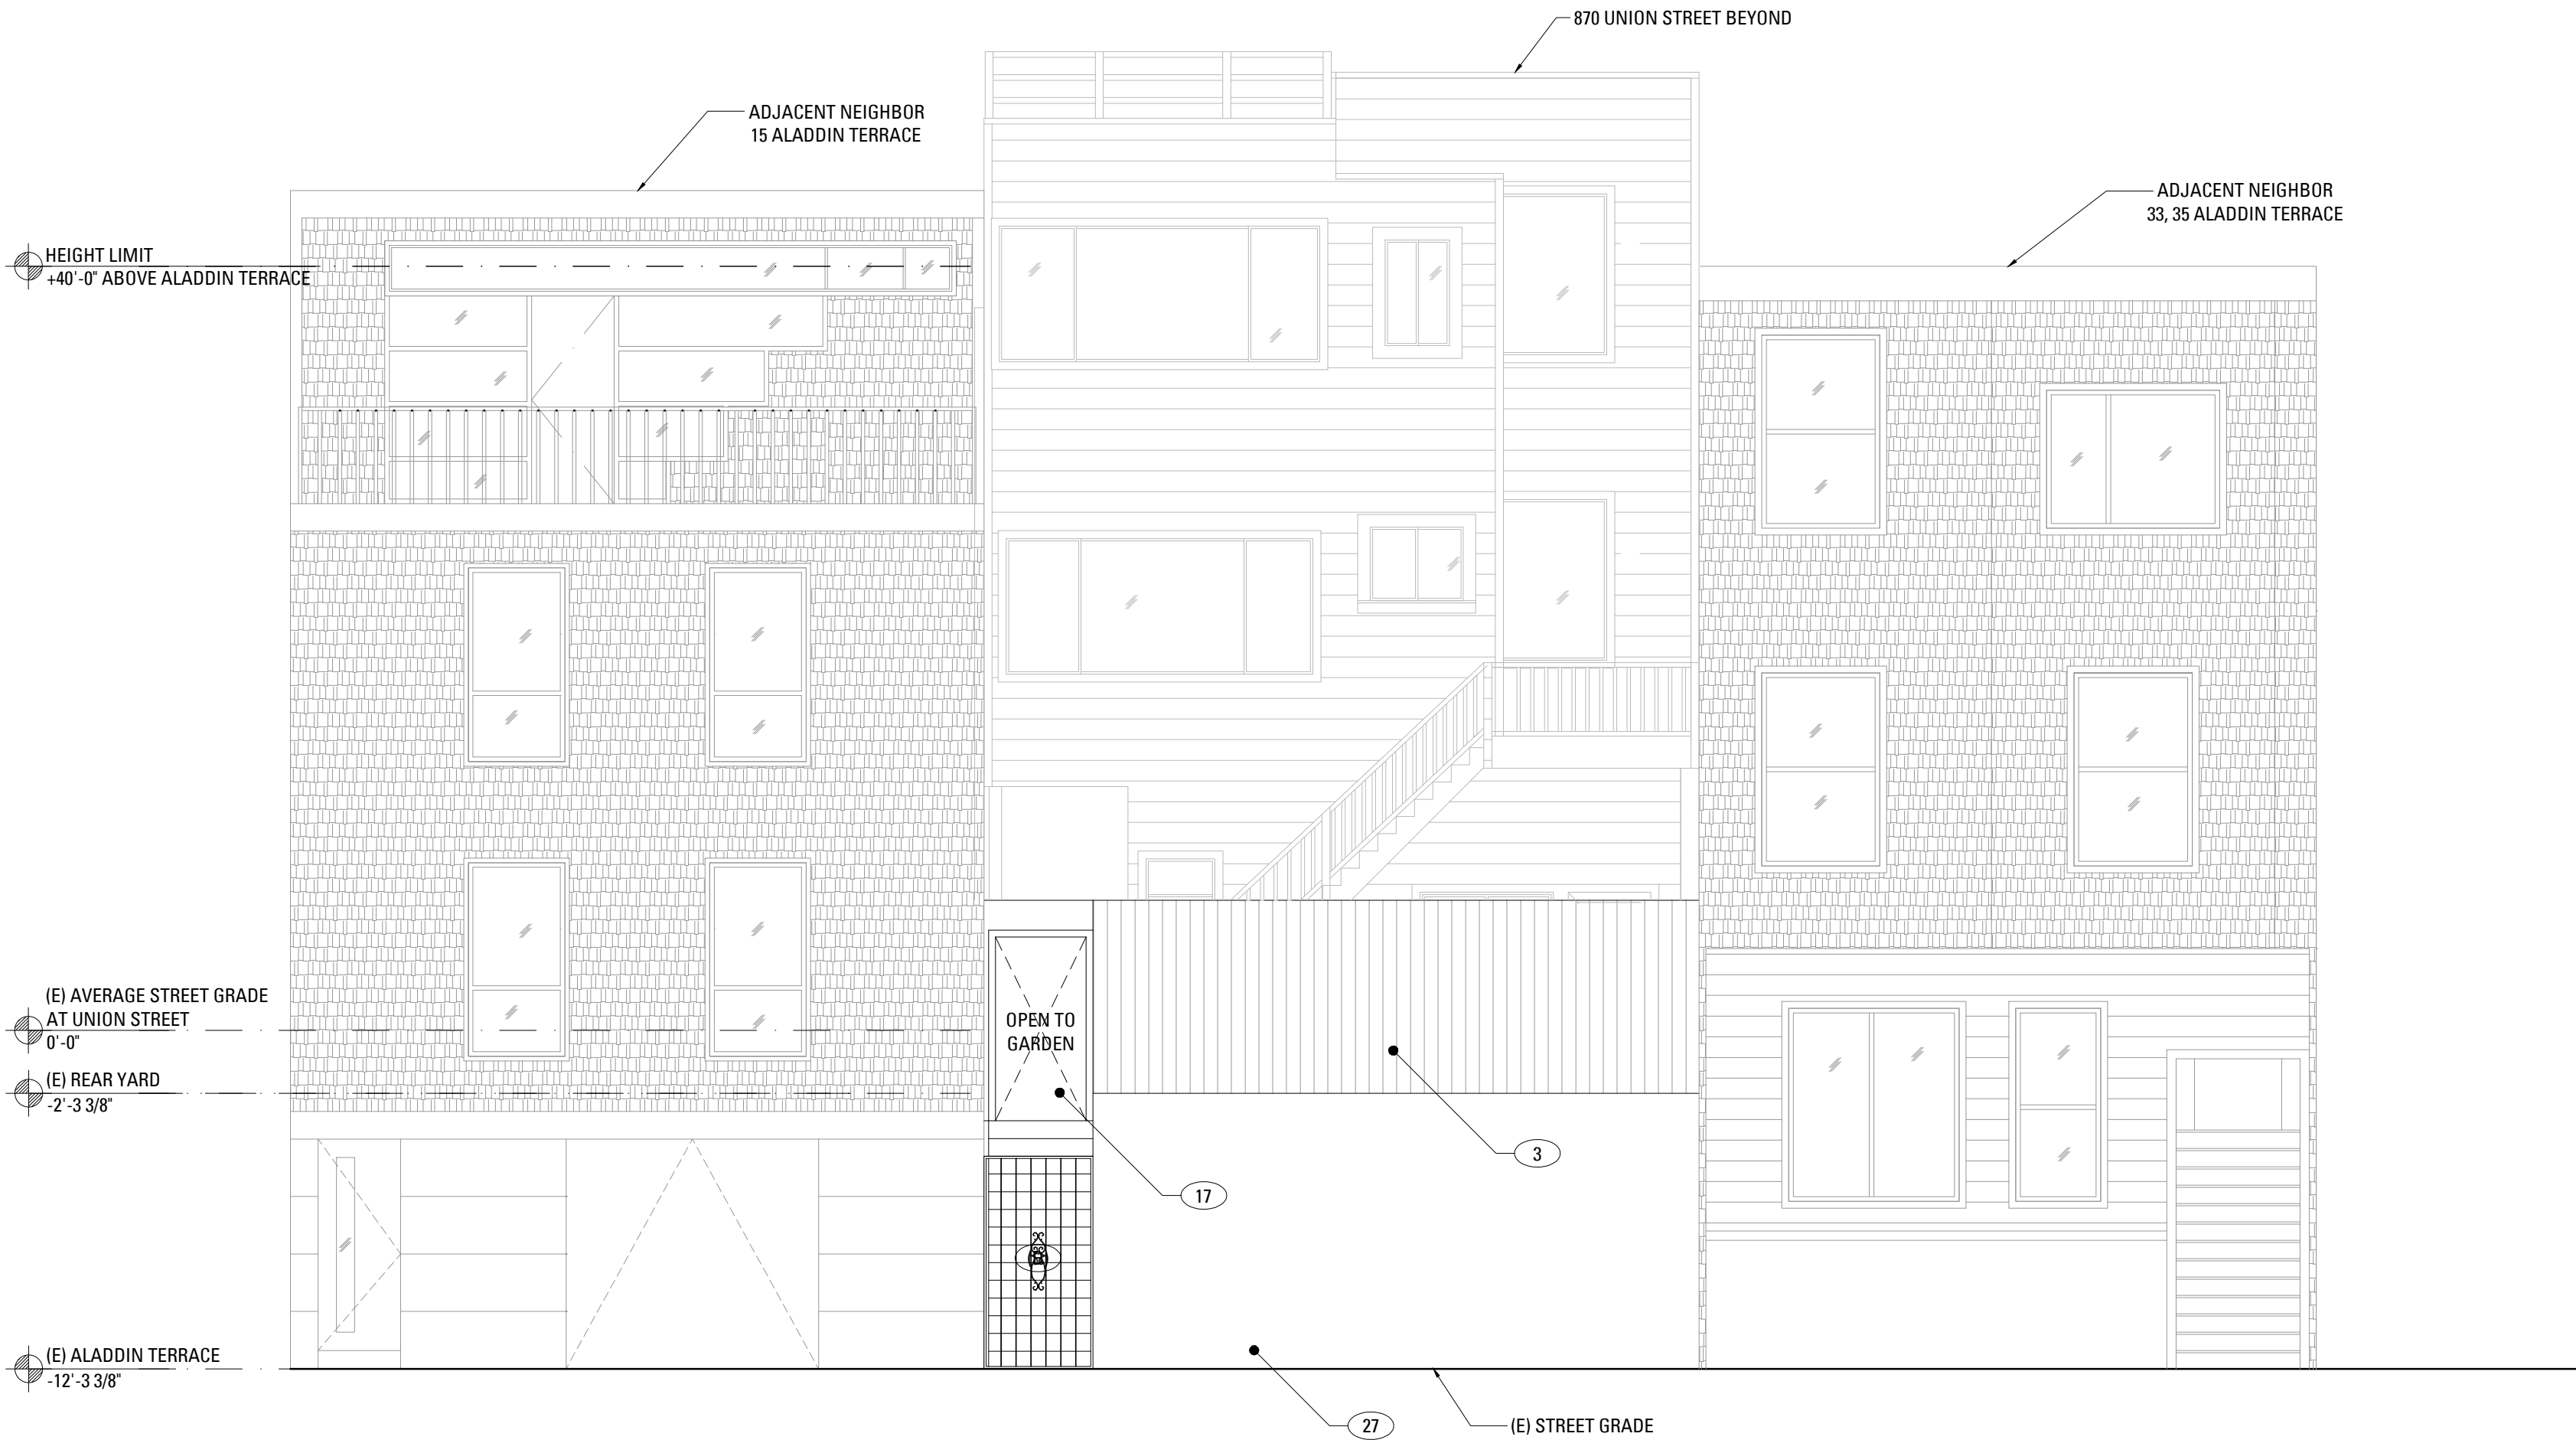 870 UNION STREET BEYOND
ADJACENT NEIGHBOR
15 ALADDIN TERRACE
ADJACENT NEIGHBOR
33, 35 ALADDIN TERRACE
HEIGHT LIMIT
+40'-0" ABOVE ALADDIN TERRACE
(E) AVERAGE STREET GRADE
AT UNION STREET
0'-0"
OPEN TO
GARDEN
(E) REAR YARD
-2'-3 3/8"
3
17
(E) ALADDIN TERRACE
-12'-3 3/8"
27
(E) STREET GRADE